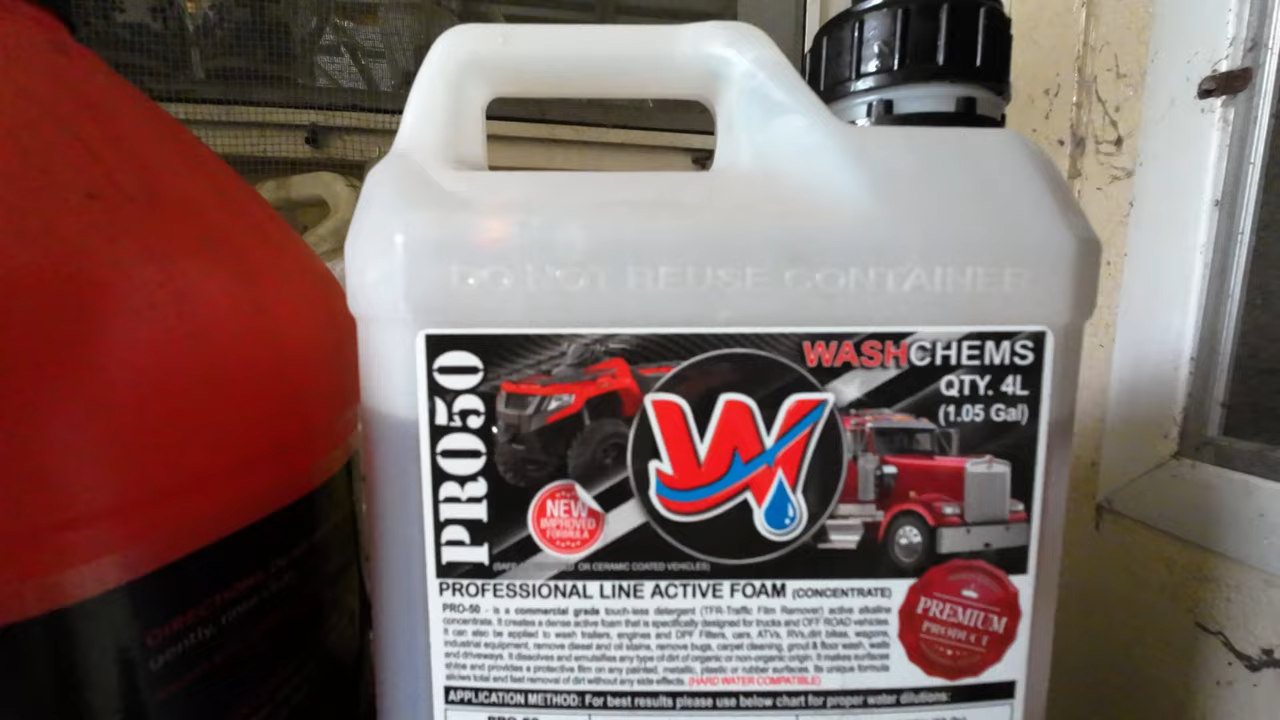 DO NOT REUSE CONTAINER
WASHCHEMS
QTY. 4L
(1.05 Gal)
PRO50
W
NEW
IMPROVED
FORMULA
OR CERAMIC COATED VEHICLES)
PROFESSIONAL LINE ACTIVE FOAM (CONCENTRATE)
PREMIUM
PRODUCT
PRO-50 - is a commercial grade touch-less detergent (TFR-Traffic Film Remover) active alkaline
concentrate. It creates a dense active foam that is specifically designed for trucks and OFF ROAD vehicles.
It can also be applied to wash trailers, engines and DPF Filters, cars, ATVs, RVs,dirt bikes, wagons,
industrial equipment, remove diesel and oil stains, remove bugs, carpet cleaning, grout & floor wash, walls
and driveways. It dissolves and emulsifies any type of dirt of organic or non-organic origin. It makes surfaces
shine and provides a protective film on any painted, metallic, plastic or rubber surfaces. Its unique formula
allows total and fast removal of dirt without any side effects. (HARD WATER COMPATIBLE)
APPLICATION METHOD: For best results please use below chart for proper water dilutions:
PRO-50
gently, rinse